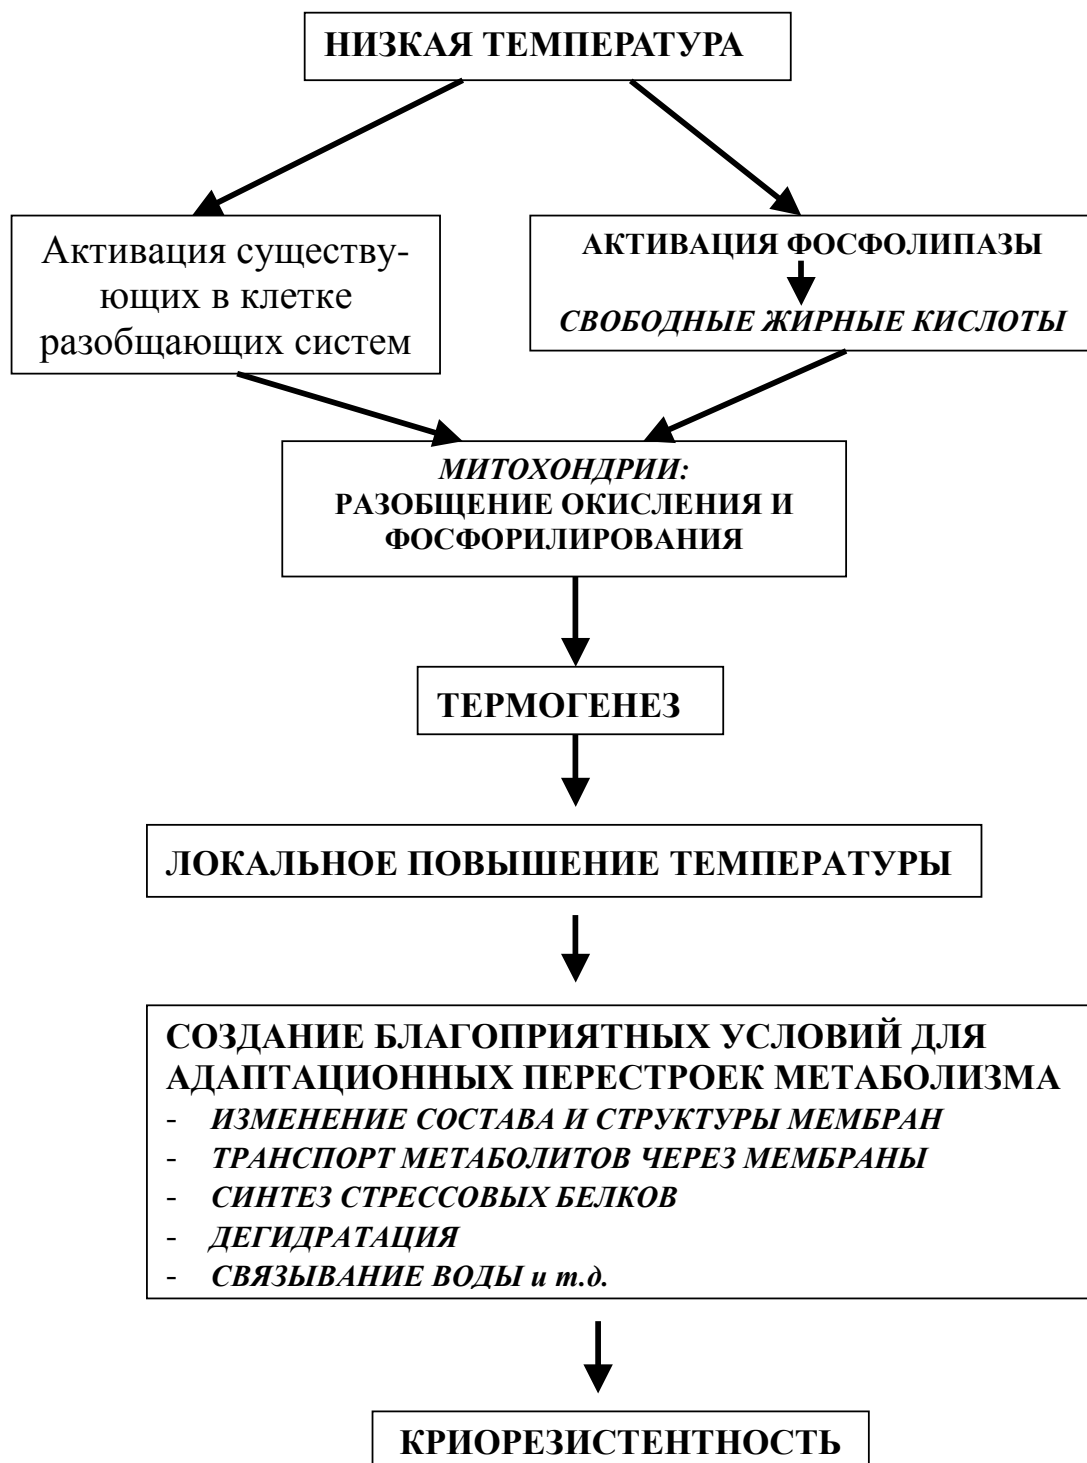 НИЗКАЯ ТЕМПЕРАТУРА
Активация существу-
ющих в клетке
разобщающих систем
АКТИВАЦИЯ ФОСФОЛИПАЗЫ
СВОБОДНЫЕ ЖИРНЫЕ КИСЛОТЫ
МИТОХОНДРИИ:
РАЗОБЩЕНИЕ ОКИСЛЕНИЯ И
ФОСФОРИЛИРОВАНИЯ
ТЕРМОГЕНЕЗ
ЛОКАЛЬНОЕ ПОВЫШЕНИЕ ТЕМПЕРАТУРЫ
СОЗДАНИЕ БЛАГОПРИЯТНЫХ УСЛОВИЙ ДЛЯ
АДАПТАЦИОННЫХ ПЕРЕСТРОЕК МЕТАБОЛИЗМА
- ИЗМЕНЕНИЕ СОСТАВА И СТРУКТУРЫ МЕМБРАН
- ТРАНСПОРТ МЕТАБОЛИТОВ ЧЕРЕЗ МЕМБРАНЫ
- СИНТЕЗ СТРЕССОВЫХ БЕЛКОВ
- ДЕГИДРАТАЦИЯ
- СВЯЗЫВАНИЕ ВОДЫ и т.д.
КРИОРЕЗИСТЕНТНОСТЬ